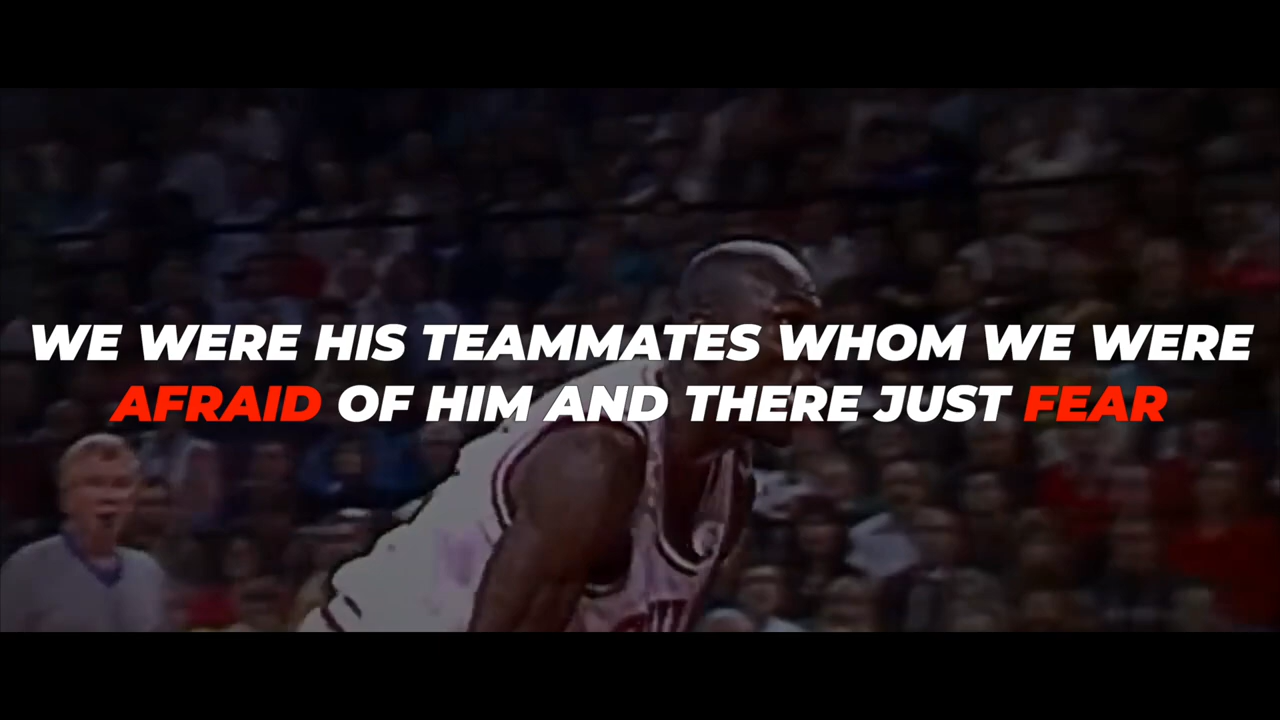 WE WERE HIS TEAMMATES WHOM WE WERE
AFRAID OF HIM AND THERE JUST FEAR